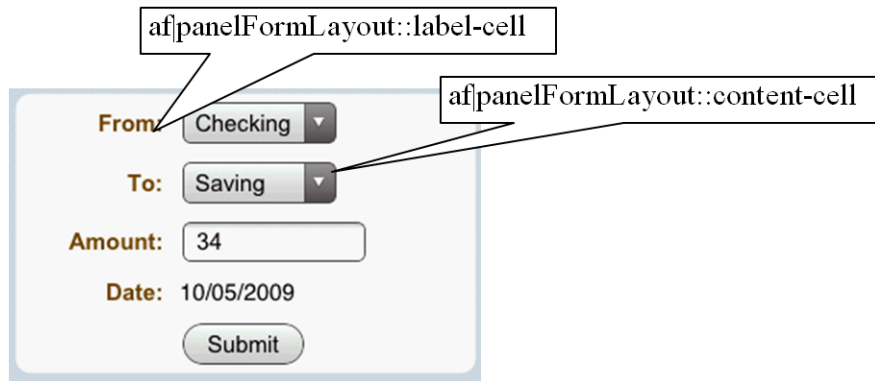 af|panelFormLayout::label-cell
af|panelFormLayout::content-cell
From: Checking
To: Saving
Amount: 34
Date: 10/05/2009
Submit